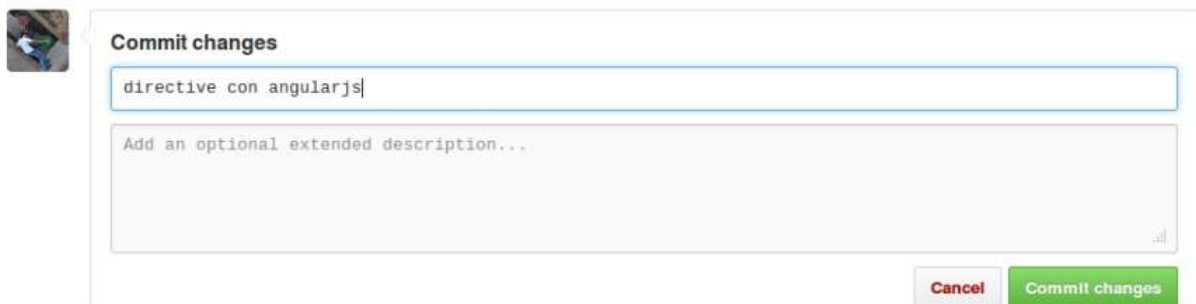 Commit changes
directive con angularjs
Add an optional extended description...
Cancel
Commit changes